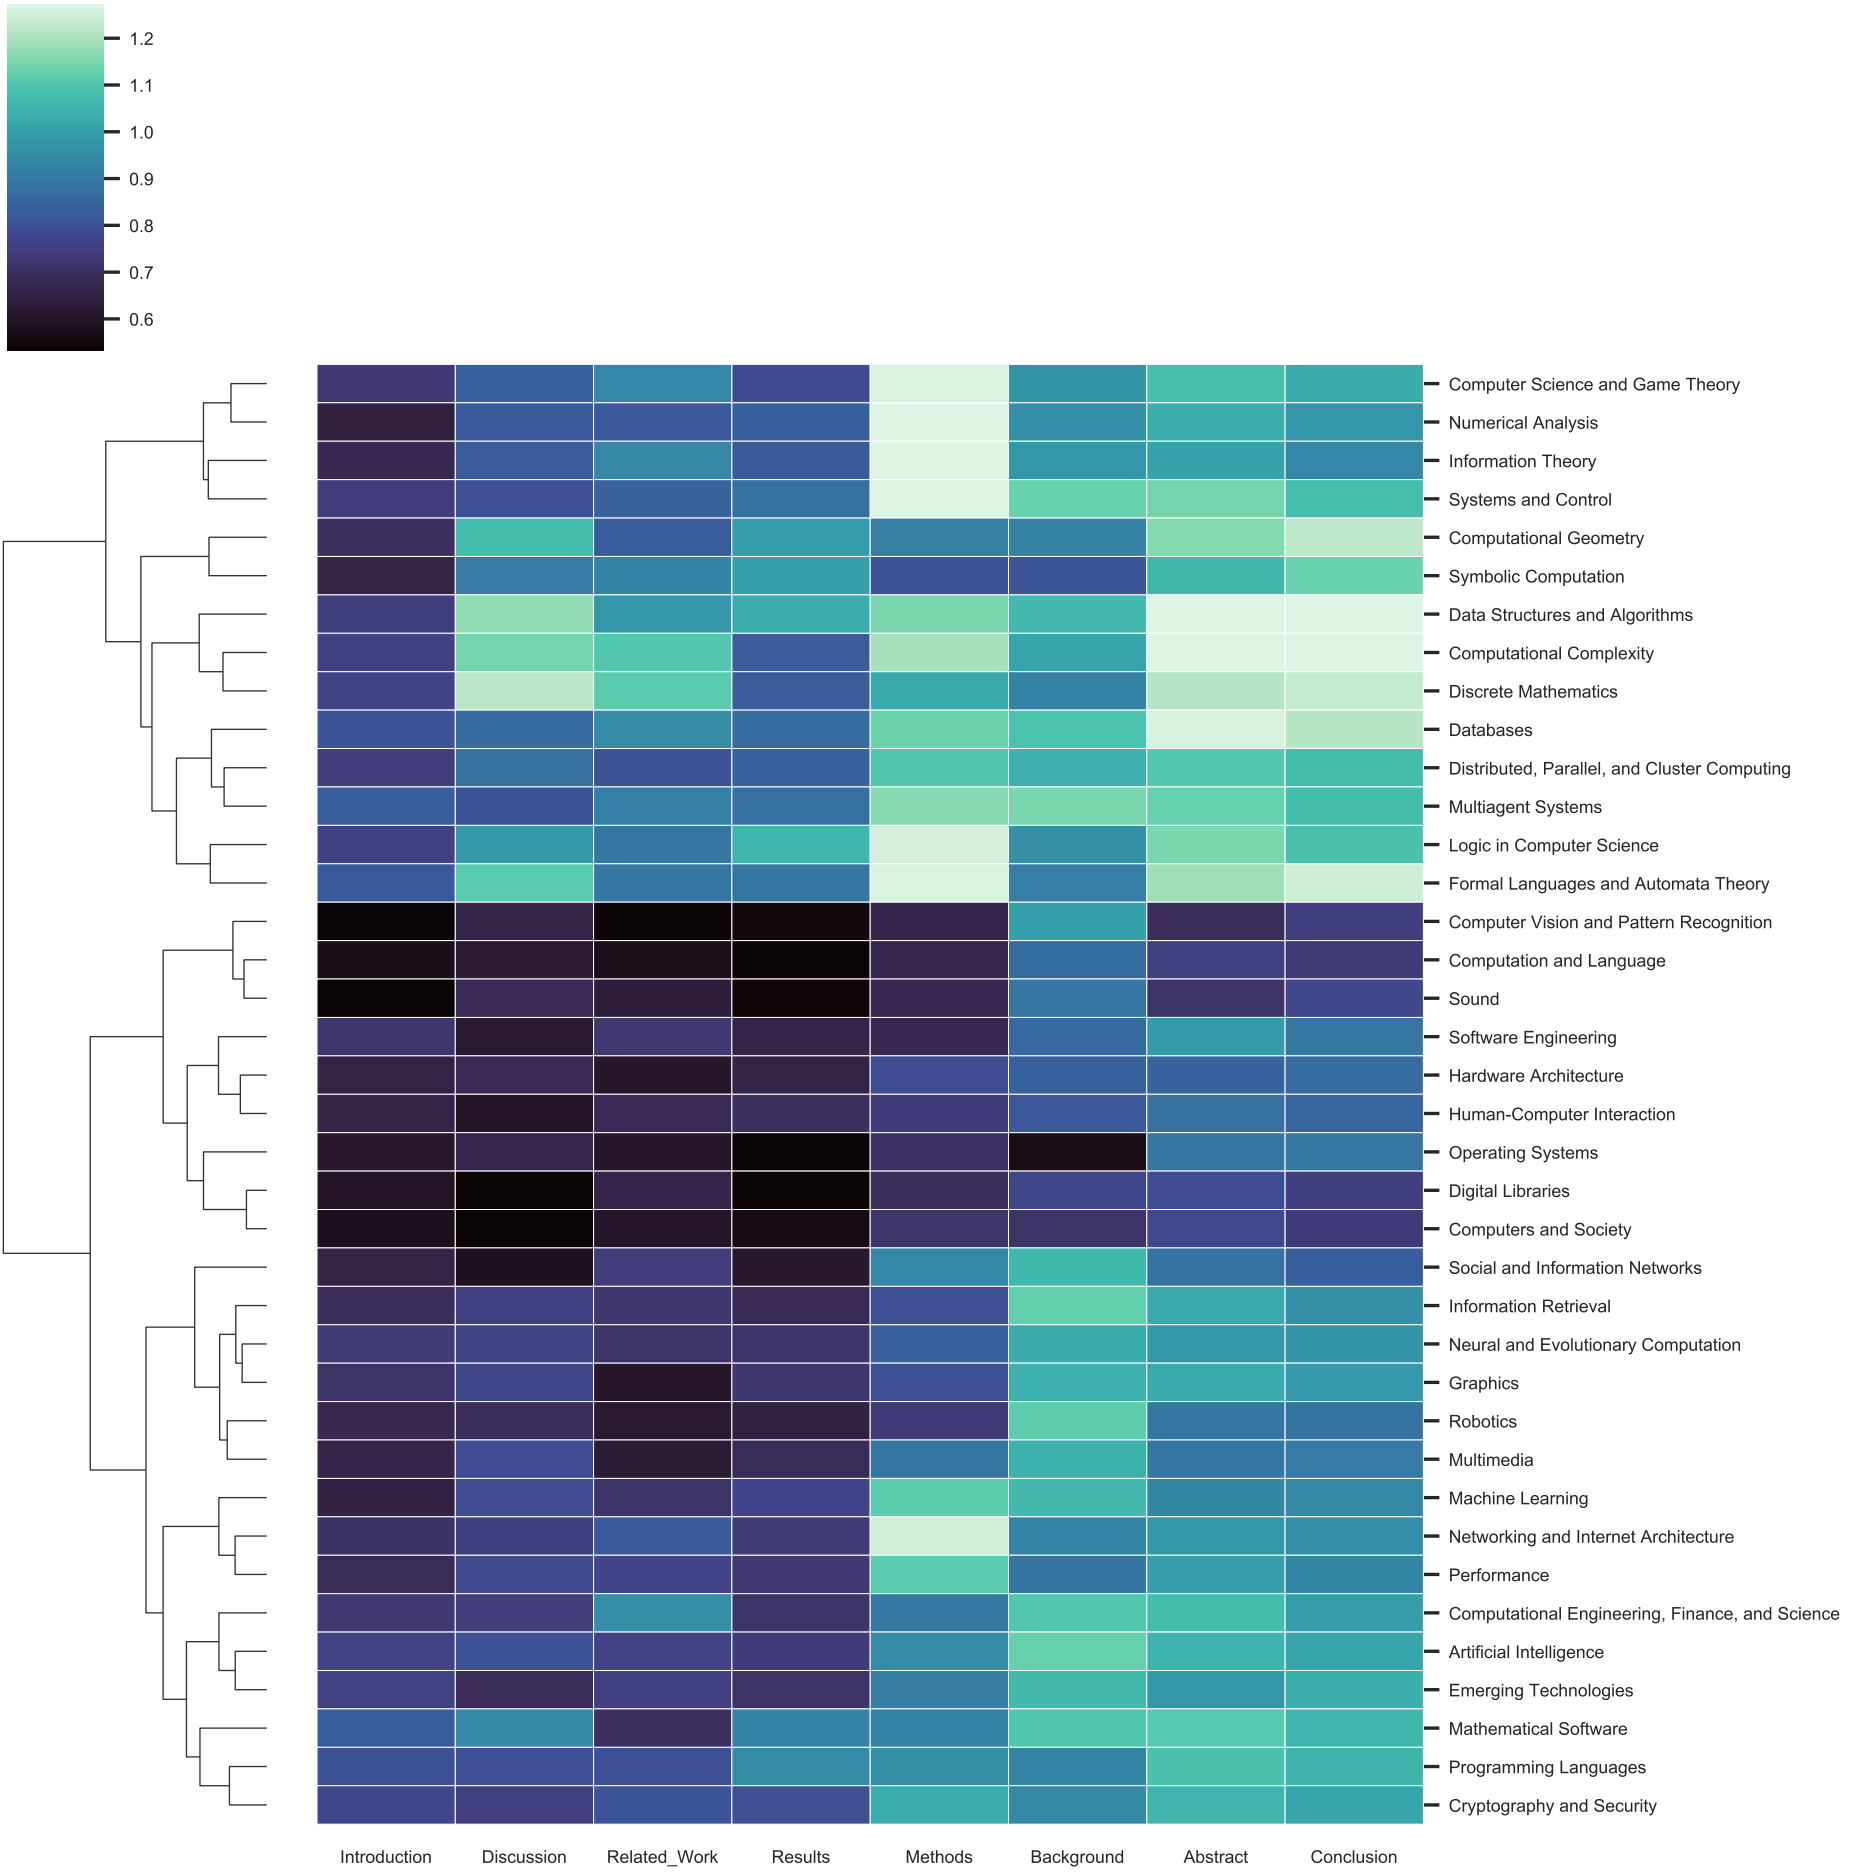 1.2
1.1
1.0
0.9
0.8
0.7
0.6
Computer Science and Game Theory
Numerical Analysis
Information Theory
Systems and Control
Computational Geometry
Symbolic Computation
Data Structures and Algorithms
Computational Complexity
Discrete Mathematics
Databases
Distributed, Parallel, and Cluster Computing
Multiagent Systems
Logic in Computer Science
Formal Languages and Automata Theory
Computer Vision and Pattern Recognition
Computation and Language
Sound
Software Engineering
Hardware Architecture
Human-Computer Interaction
Operating Systems
Digital Libraries
Computers and Society
Social and Information Networks
Information Retrieval
Neural and Evolutionary Computation
Graphics
Robotics
Multimedia
Machine Learning
Networking and Internet Architecture
Performance
Computational Engineering, Finance, and Science
Artificial Intelligence
Emerging Technologies
Mathematical Software
Programming Languages
Cryptography and Security
Introduction Discussion Related_Work Results Methods Background Abstract Conclusion